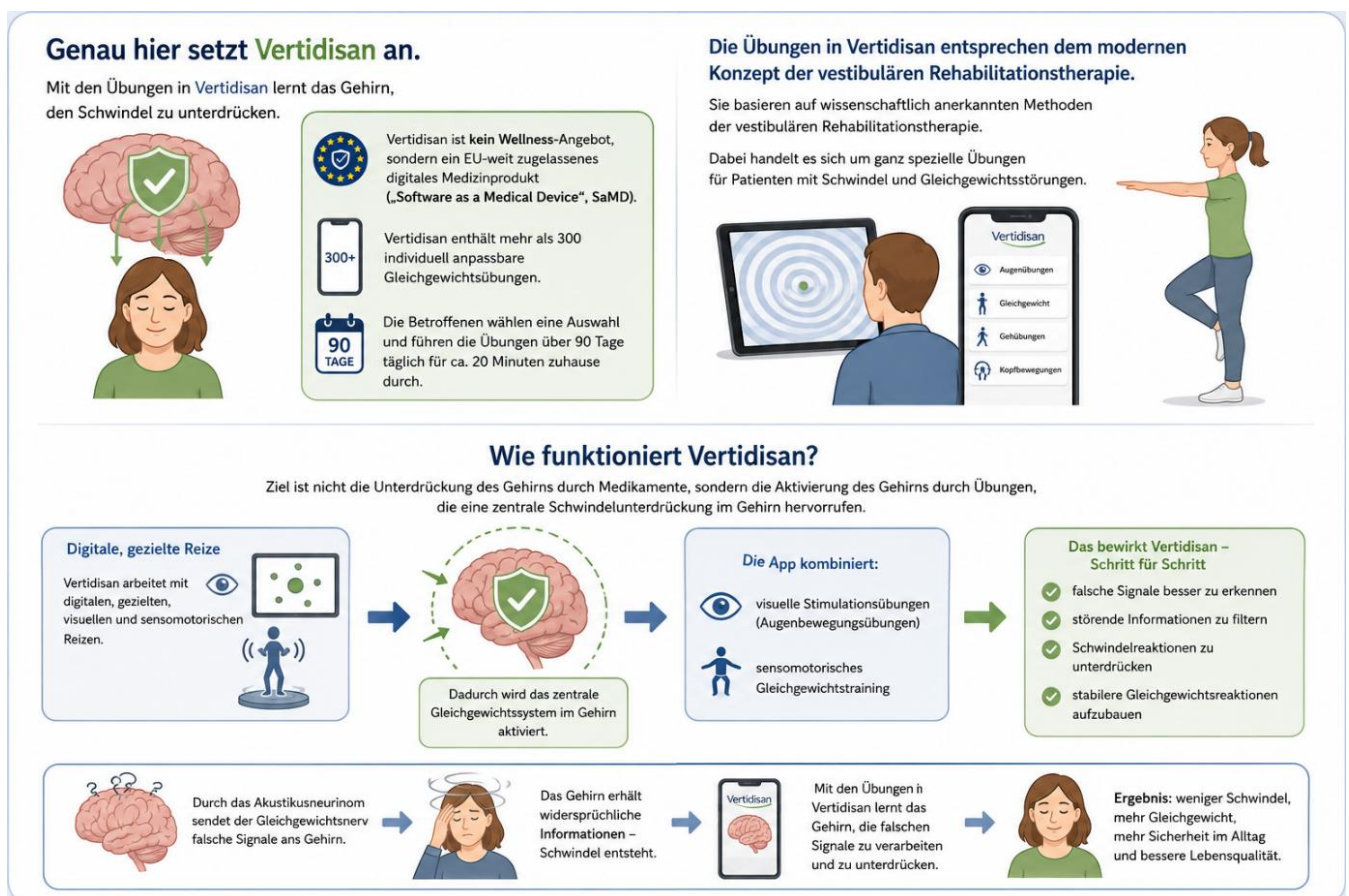 Genau hier setzt Vertidisan an.
Mit den Übungen in Vertidisan lernt das Gehirn,
den Schwindel zu unterdrücken.
Vertidisan ist kein Wellness-Angebot,
sondern ein EU-weit zugelassenes
digitales Medizinprodukt
(„Software as a Medical Device“, SaMD).
300+
Vertidisan enthält mehr als 300
individuell anpassbare
Gleichgewichtsübungen.
90
TAGE
Die Betroffenen wählen eine Auswahl
und führen die Übungen über 90 Tage
täglich für ca. 20 Minuten zuhause
durch.
Die Übungen in Vertidisan entsprechen dem modernen
Konzept der vestibulären Rehabilitationstherapie.
Sie basieren auf wissenschaftlich anerkannten Methoden
der vestibulären Rehabilitationstherapie.
Dabei handelt es sich um ganz spezielle Übungen
für Patienten mit Schwindel und Gleichgewichtsstörungen.
Vertidisan
Augenübungen
Gleichgewicht
Gehübungen
Kopfbewegungen
Wie funktioniert Vertidisan?
Ziel ist nicht die Unterdrückung des Gehirns durch Medikamente, sondern die Aktivierung des Gehirns durch Übungen,
die eine zentrale Schwindelunterdrückung im Gehirn hervorrufen.
Digitale, gezielte Reize
Vertidisan arbeitet mit
digitalen, gezielten,
visuellen und sensomotorischen
Reizen.
Dadurch wird das zentrale
Gleichgewichtssystem im Gehirn
aktiviert.
Die App kombiniert:
visuelle Stimulationsübungen
(Augenbewegungsübungen)
sensomotorisches
Gleichgewichtstraining
Das bewirkt Vertidisan –
Schritt für Schritt
falsche Signale besser zu erkennen
störende Informationen zu filtern
Schwindelreaktionen zu
unterdrücken
stabilere Gleichgewichtsreaktionen
aufzubauen
? ? ?
Durch das Akustikusneurinom
sendet der Gleichgewichtsnerv
falsche Signale ans Gehirn.
Das Gehirn erhält
widersprüchliche
Informationen –
Schwindel entsteht.
Vertidisan
Mit den Übungen in
Vertidisan lernt das
Gehirn, die falschen
Signale zu verarbeiten
und zu unterdrücken.
Ergebnis: weniger Schwindel,
mehr Gleichgewicht,
mehr Sicherheit im Alltag
und bessere Lebensqualität.